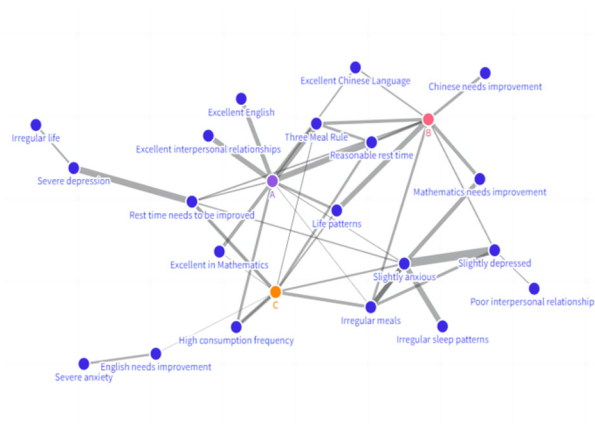 Excellent Chinese Language
Chinese needs improvement
Excellent English
Irregular life
Three Meal Rule
B
Excellent interpersonal relationships
Reasonable rest time
Severe depression
A
Mathematics needs improvement
Rest time needs to be improved
Life patterns
Excellent in Mathematics
Slightly anxious
Slightly depressed
C
Poor interpersonal relationship
Irregular meals
High consumption frequency
Irregular sleep patterns
English needs improvement
Severe anxiety